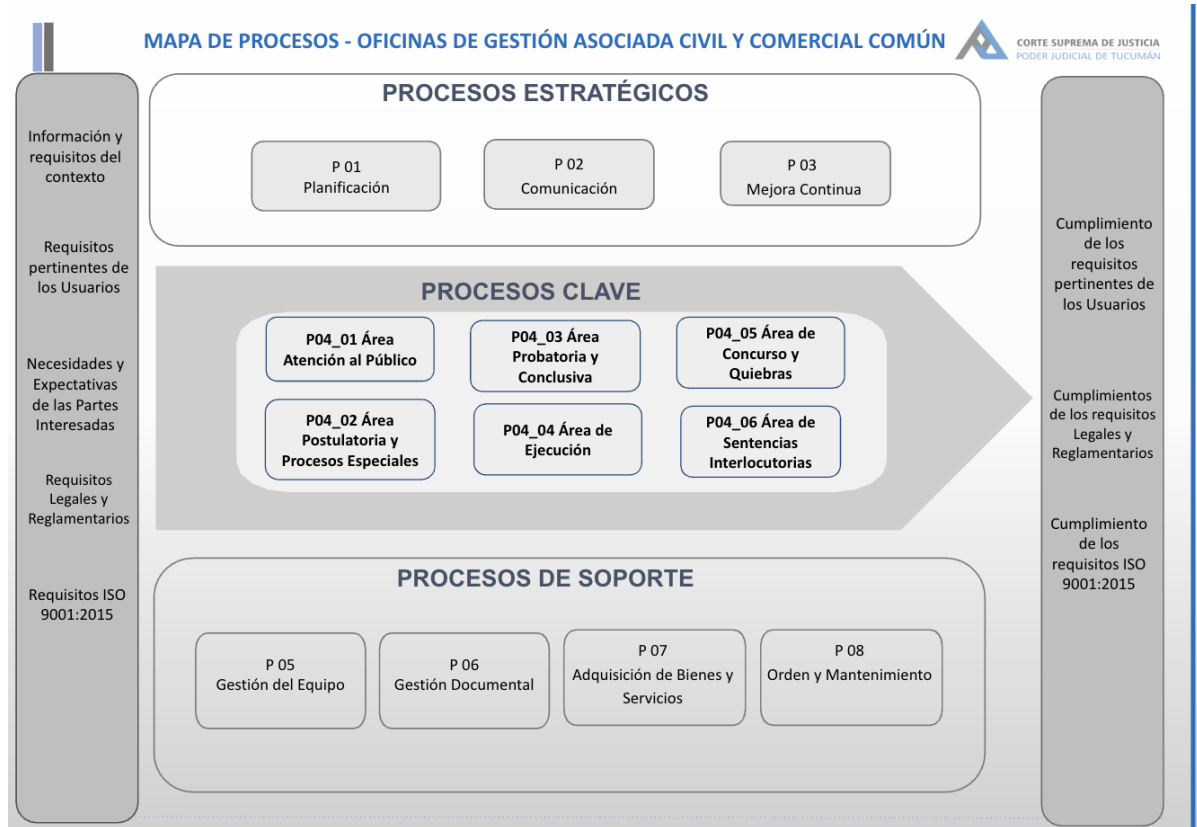 MAPA DE PROCESOS - OFICINAS DE GESTIÓN ASOCIADA CIVIL Y COMERCIAL COMÚN
CORTE SUPREMA DE JUSTICIA
PODER JUDICIAL DE TUCUMÁN
Información y
requisitos del
contexto
Requisitos
pertinentes de
los Usuarios
Necesidades y
Expectativas
de las Partes
Interesadas
Requisitos
Legales y
Reglamentarios
Requisitos ISO
9001:2015
PROCESOS ESTRATÉGICOS
P 01
Planificación
P 02
Comunicación
P 03
Mejora Continua
PROCESOS CLAVE
P04_01 Área
Atención al Público
P04_03 Área
Probatoria y
Conclusiva
P04_05 Área de
Concurso y
Quiebras
P04_02 Área
Postulatoria y
Procesos Especiales
P04_04 Área de
Ejecución
P04_06 Área de
Sentencias
Interlocutorias
PROCESOS DE SOPORTE
P 05
Gestión del Equipo
P 06
Gestión Documental
P 07
Adquisición de Bienes y
Servicios
P 08
Orden y Mantenimiento
Cumplimiento
de los
requisitos
pertinentes de
los Usuarios
Cumplimientos
de los requisitos
Legales y
Reglamentarios
Cumplimiento
de los
requisitos ISO
9001:2015